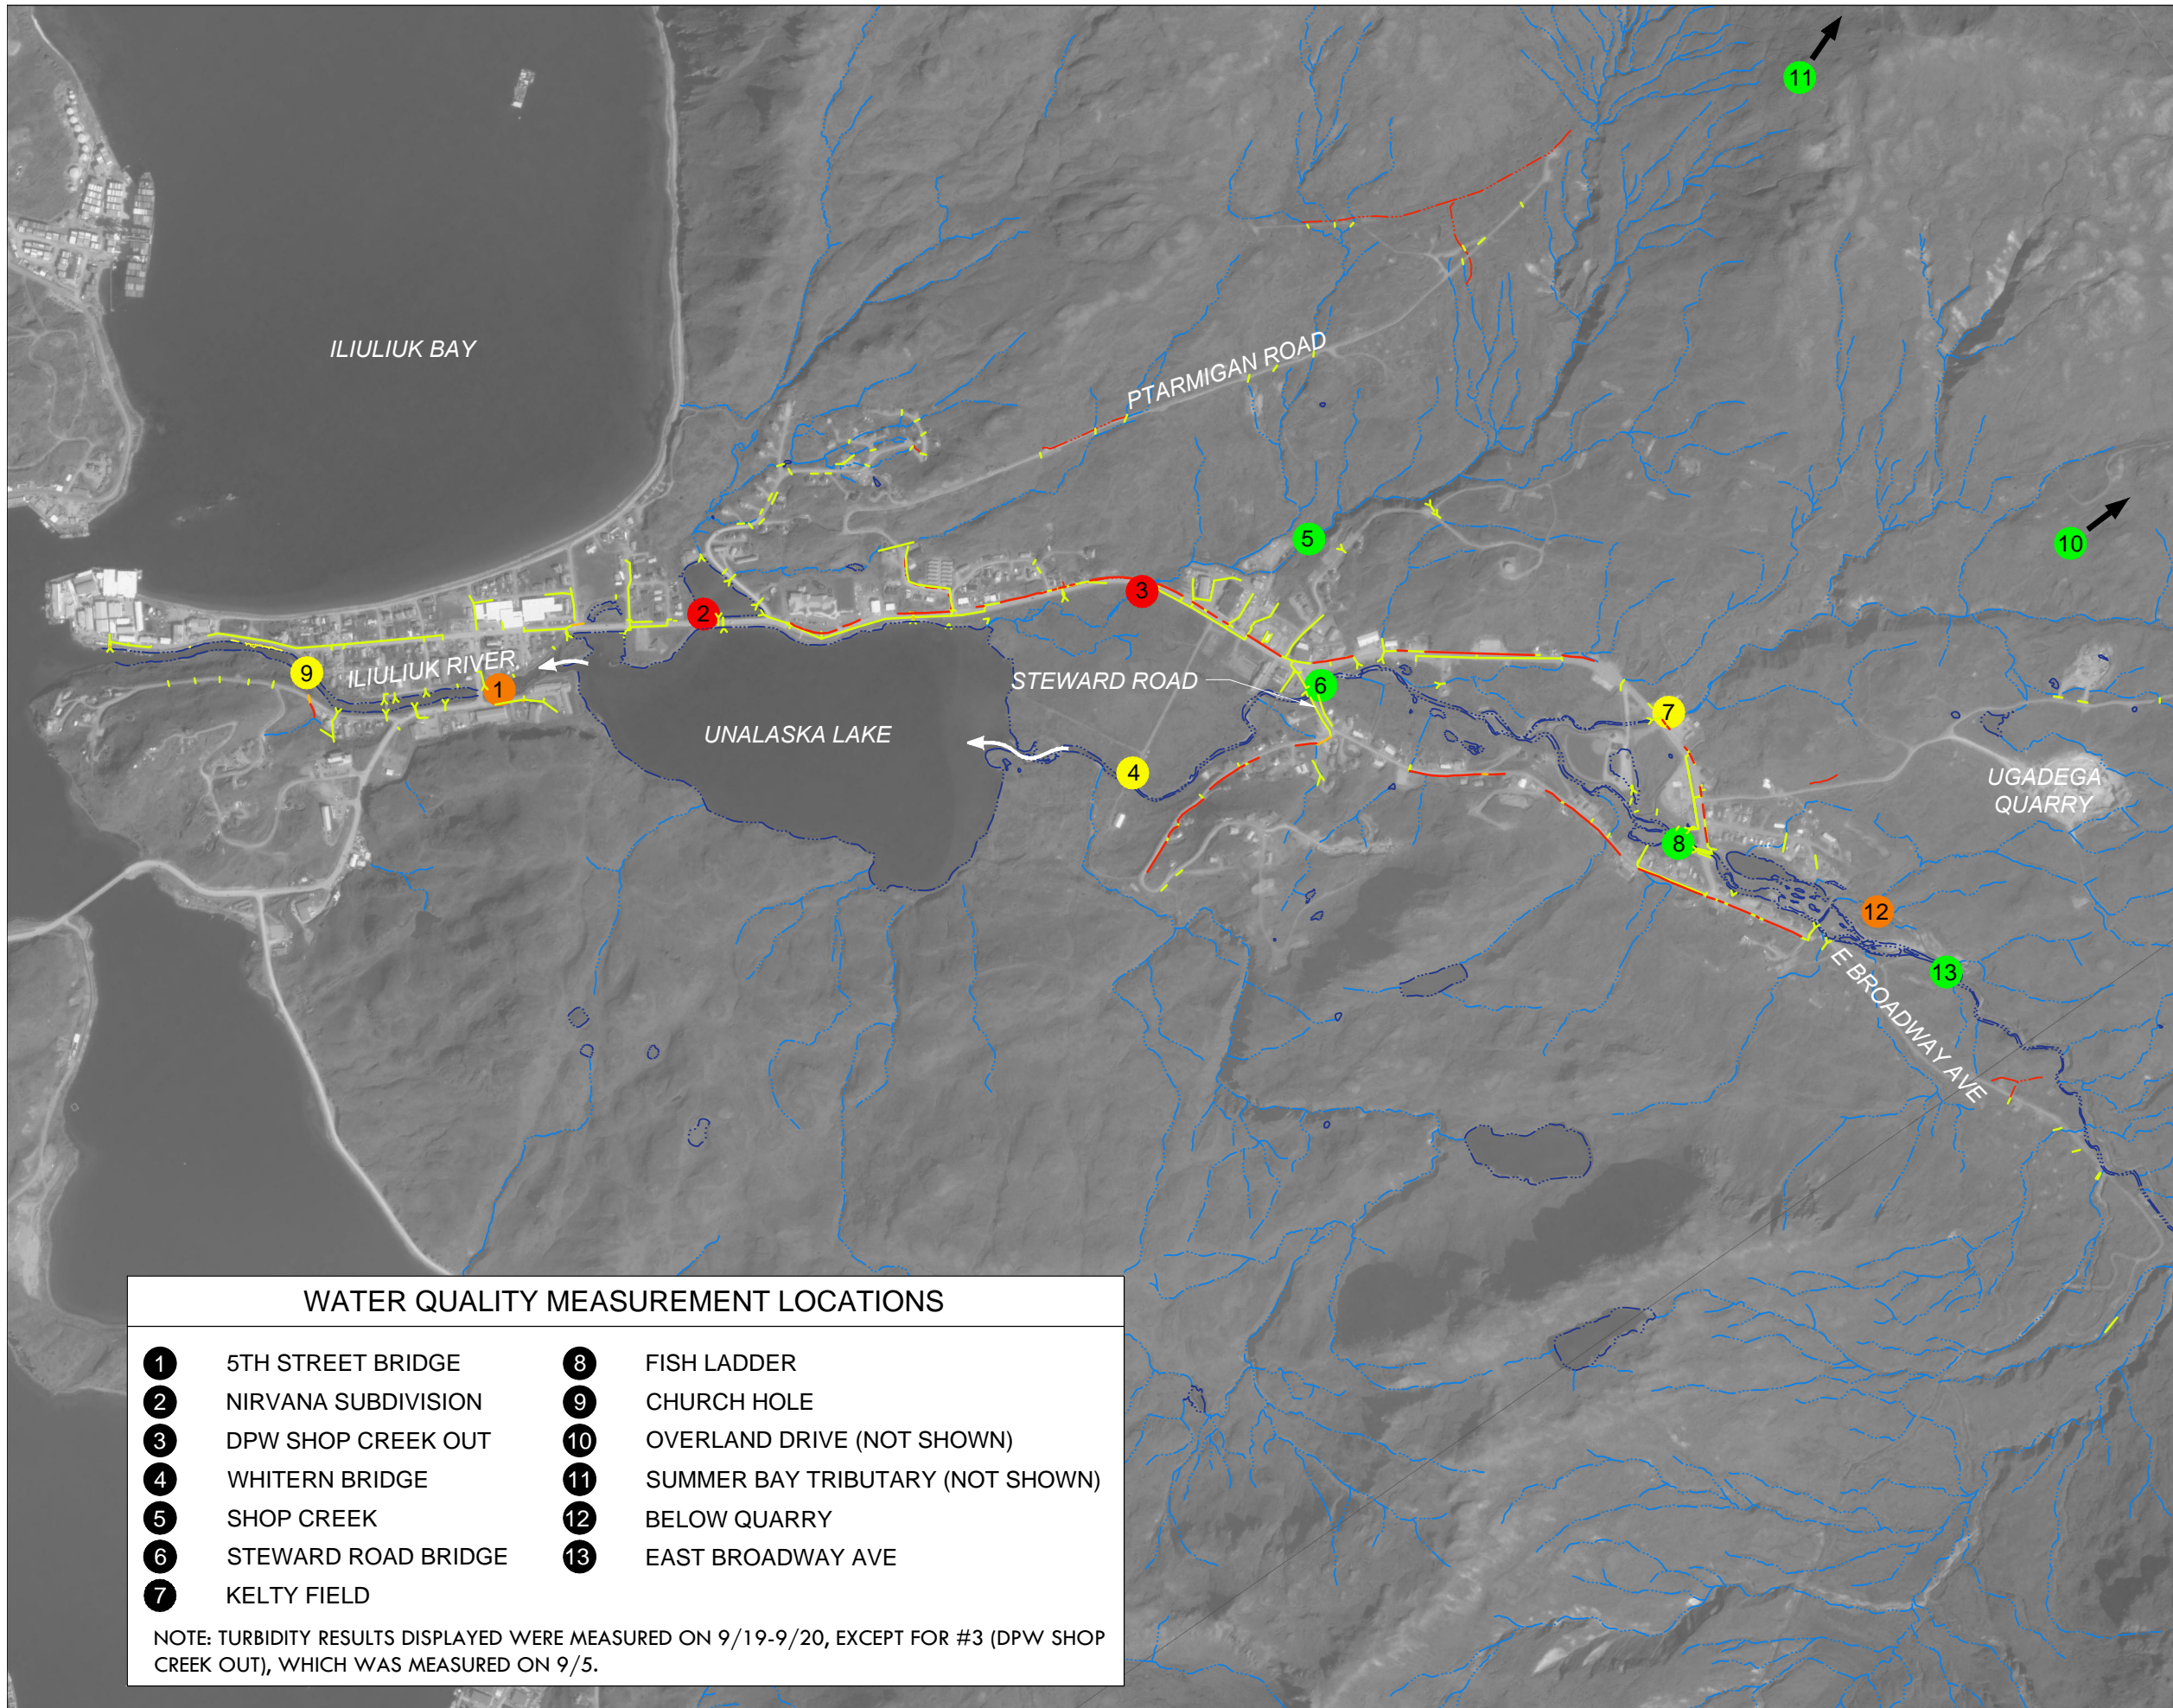 11
ILIULIUK BAY
PTARMIGAN ROAD
5
10
3
2
9
ILIULIUK RIVER
1
STEWARD ROAD
6
7
UNALASKA LAKE
4
UGADEGA
QUARRY
8
12
13
E BROADWAY AVE
WATER QUALITY MEASUREMENT LOCATIONS
1 5TH STREET BRIDGE
2 NIRVANA SUBDIVISION
3 DPW SHOP CREEK OUT
4 WHITERN BRIDGE
5 SHOP CREEK
6 STEWARD ROAD BRIDGE
7 KELTY FIELD
8 FISH LADDER
9 CHURCH HOLE
10 OVERLAND DRIVE (NOT SHOWN)
11 SUMMER BAY TRIBUTARY (NOT SHOWN)
12 BELOW QUARRY
13 EAST BROADWAY AVE
NOTE: TURBIDITY RESULTS DISPLAYED WERE MEASURED ON 9/19-9/20, EXCEPT FOR #3 (DPW SHOP
CREEK OUT), WHICH WAS MEASURED ON 9/5.